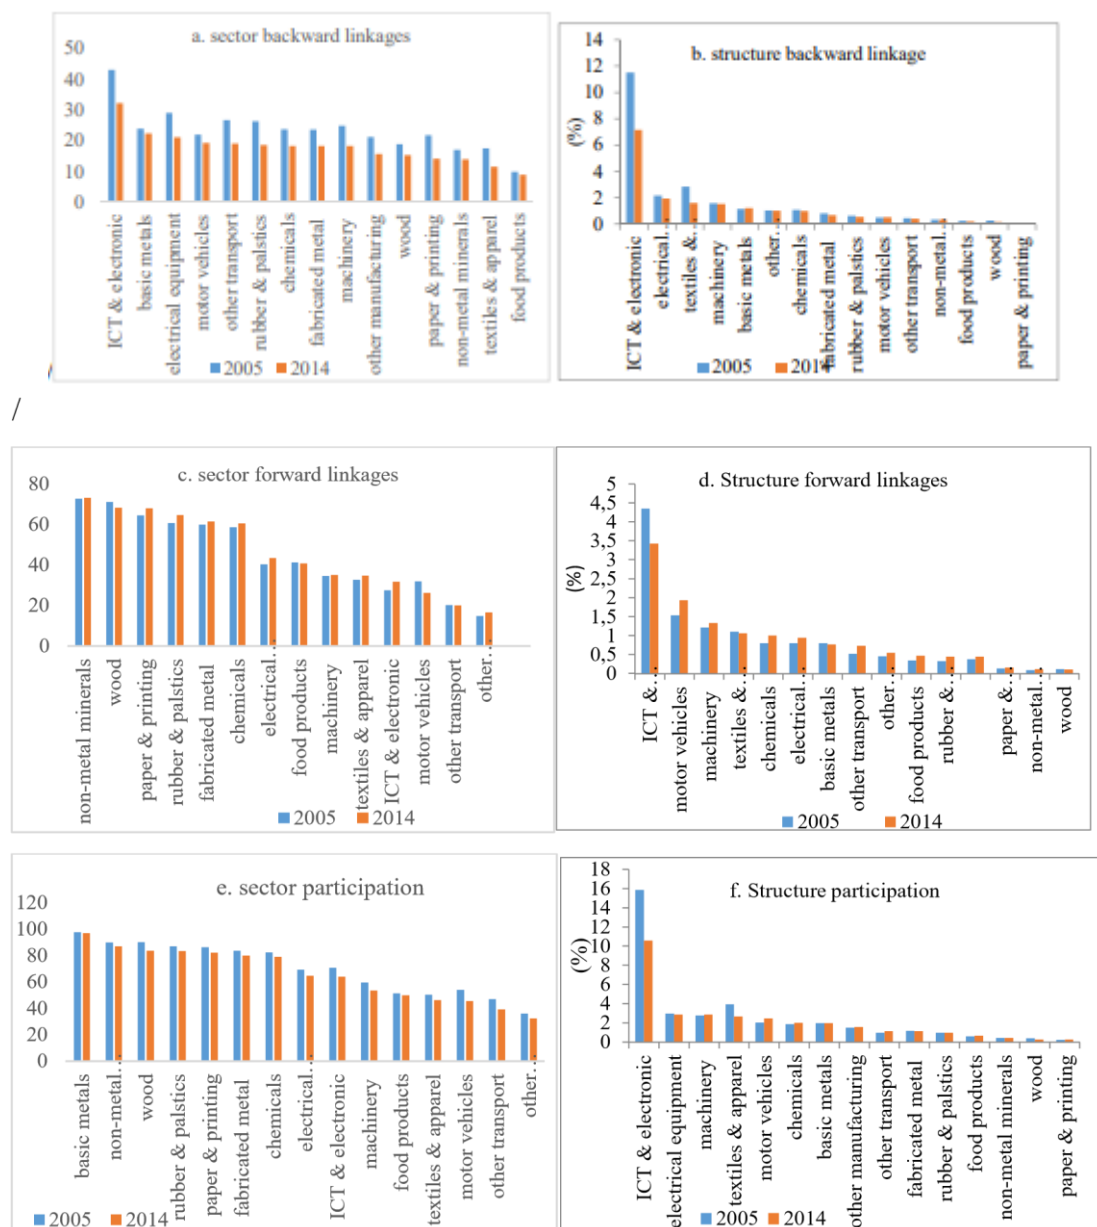 a. sector backward linkages
50
40
30
20
10
0
ICT & electronic
basic metals
electrical equipment
motor vehicles
other transport
rubber & palstics
chemicals
fabricated metal
machinery
other manufacturing
wood
paper & printing
non-metal minerals
textiles & apparel
food products
2005 2014
b. structure backward linkage
(%)
14
12
10
8
6
4
2
0
ICT & electronic
electrical…
textiles &…
machinery
basic metals
other…
chemicals
fabricated metal
rubber & palstics
motor vehicles
other transport
non-metal…
food products
wood
paper & printing
2005 2014
/
c. sector forward linkages
80
60
40
20
0
non-metal minerals
wood
paper & printing
rubber & palstics
fabricated metal
chemicals
electrical…
food products
machinery
textiles & apparel
ICT & electronic
motor vehicles
other transport
other…
2005 2014
d. Structure forward linkages
(%)
5
4,5
4
3,5
3
2,5
2
1,5
1
0,5
0
ICT &…
motor vehicles
machinery
textiles &…
chemicals
electrical…
basic metals
other transport
other…
food products
rubber &…
paper &…
non-metal…
wood
2005 2014
e. sector participation
120
100
80
60
40
20
0
basic metals
non-metal…
wood
rubber & palstics
paper & printing
fabricated metal
chemicals
electrical…
ICT & electronic
machinery
food products
textiles & apparel
motor vehicles
other transport
other…
2005 2014
f. Structure participation
(%)
18
16
14
12
10
8
6
4
2
0
ICT & electronic
electrical equipment
machinery
textiles & apparel
motor vehicles
chemicals
basic metals
other manufacturing
other transport
fabricated metal
rubber & palstics
food products
non-metal minerals
wood
paper & printing
2005 2014